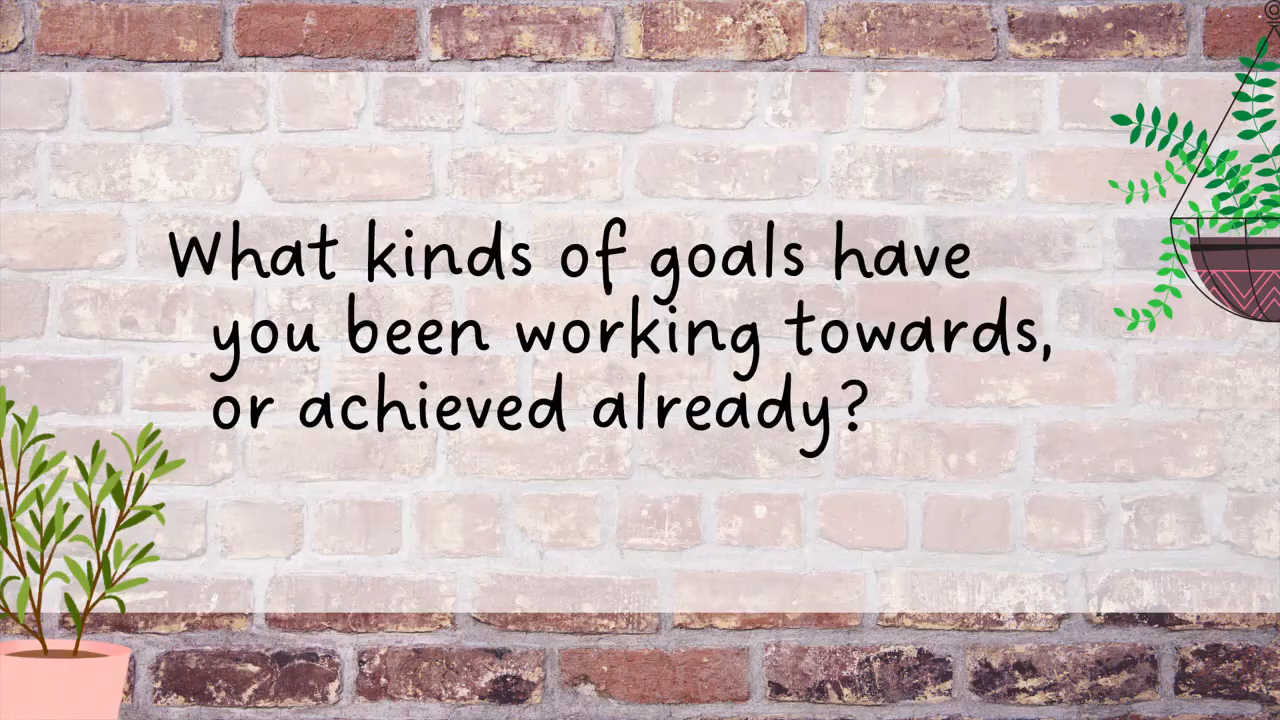 What kinds of goals have
you been working towards,
or achieved already?